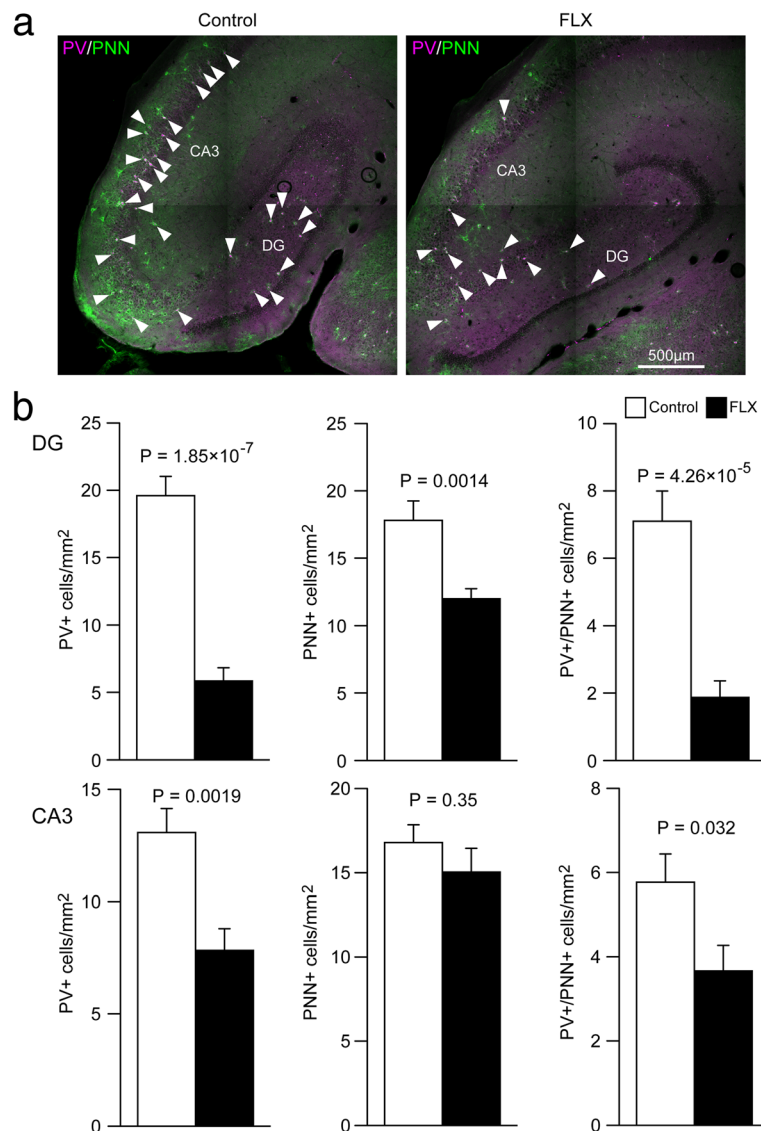 a
Control
FLX
PV/PNN
CA3
DG
PV/PNN
CA3
DG
500μm
b
Control
FLX
DG
25
20
15
10
5
0
PV+ cells/mm²
P = 1.85×10⁻⁷
25
20
15
10
5
0
PNN+ cells/mm²
P = 0.0014
8
6
4
2
0
PV+/PNN+ cells/mm²
P = 4.26×10⁻⁵
CA3
15
10
5
0
PV+ cells/mm²
P = 0.0019
20
15
10
5
0
PNN+ cells/mm²
P = 0.35
8
6
4
2
0
PV+/PNN+ cells/mm²
P = 0.032